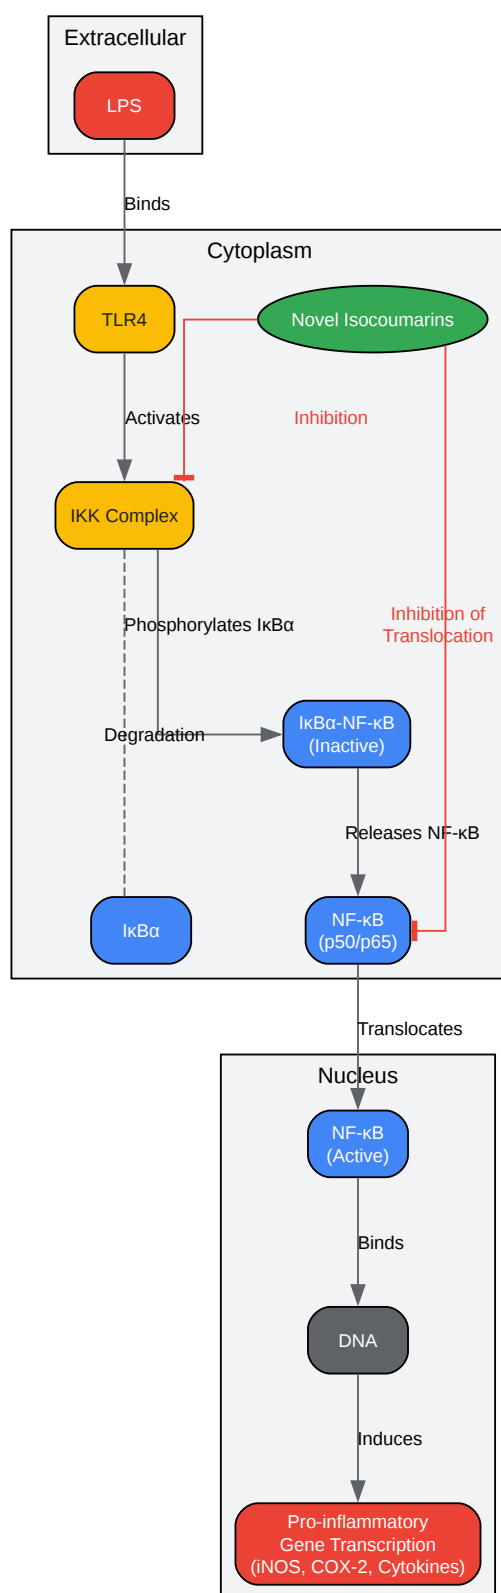 Extracellular
LPS
Binds
Cytoplasm
TLR4
Novel Isocoumarins
Activates
Inhibition
IKK Complex
Phosphorylates IκBα
Inhibition of
Translocation
Degradation
IκBα-NF-κB
(Inactive)
Releases NF-κB
IκBα
NF-κB
(p50/p65)
Translocates
Nucleus
NF-κB
(Active)
Binds
DNA
Induces
Pro-inflammatory
Gene Transcription
(iNOS, COX-2, Cytokines)